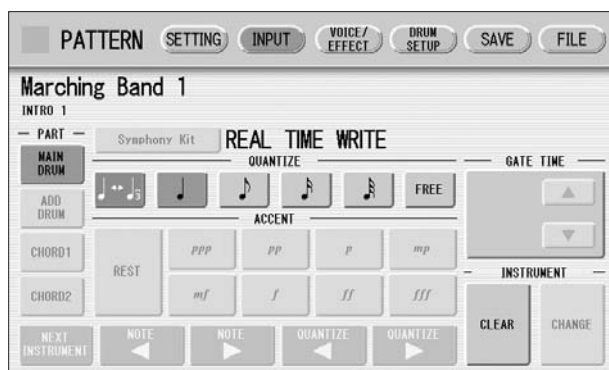 PATTERN SETTING INPUT VOICE/ EFFECT DRUM SETUP SAVE FILE
Marching Band 1
INTRO 1
PART Symphony Kit REAL TIME WRITE
MAIN DRUM QUANTIZE GATE TIME
3 FREE
ADD DRUM ACCENT
CHORD1 REST ppp pp p mp
INSTRUMENT
CHORD2 mf f ff fff
CLEAR CHANGE
NEXT INSTRUMENT NOTE NOTE QUANTIZE QUANTIZE